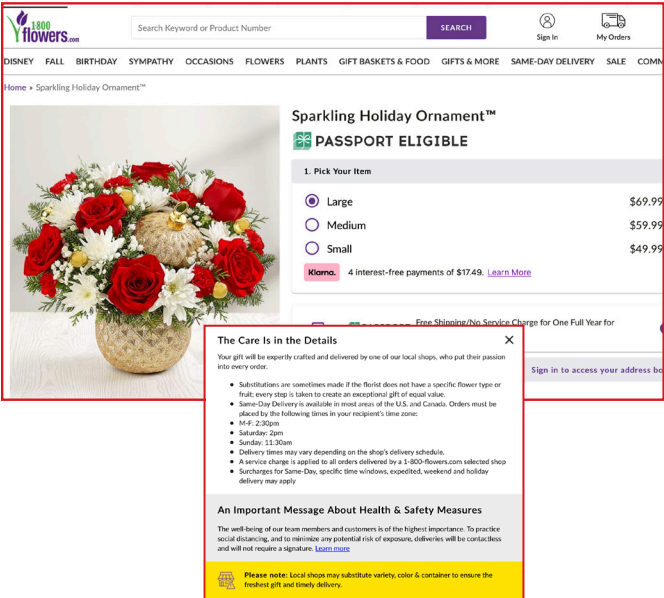 1·800
flowers.com
Search Keyword or Product Number
SEARCH
Sign In
My Orders
DISNEY FALL BIRTHDAY SYMPATHY OCCASIONS FLOWERS PLANTS GIFT BASKETS & FOOD GIFTS & MORE SAME-DAY DELIVERY SALE COMM
Home ▸ Sparkling Holiday Ornament™
Sparkling Holiday Ornament™
PASSPORT ELIGIBLE
1. Pick Your Item
Large $69.99
Medium $59.99
Small $49.99
Klarna. 4 interest-free payments of $17.49. Learn More
Free Shipping/No Service Charge for One Full Year for
Sign in to access your address bo
The Care Is in the Details X
Your gift will be expertly crafted and delivered by one of our local shops, who put their passion
into every order.
• Substitutions are sometimes made if the florist does not have a specific flower type or
fruit; every step is taken to create an exceptional gift of equal value.
• Same-Day Delivery is available in most areas of the U.S. and Canada. Orders must be
placed by the following times in your recipient's time zone:
• M-F: 2:30pm
• Saturday: 2pm
• Sunday: 11:30am
• Delivery times may vary depending on the shop's delivery schedule.
• A service charge is applied to all orders delivered by a 1-800-flowers.com selected shop
• Surcharges for Same-Day, specific time windows, expedited, weekend and holiday
delivery may apply
An Important Message About Health & Safety Measures
The well-being of our team members and customers is of the highest importance. To practice
social distancing, and to minimize any potential risk of exposure, deliveries will be contactless
and will not require a signature. Learn more
Please note: Local shops may substitute variety, color & container to ensure the
freshest gift and timely delivery.